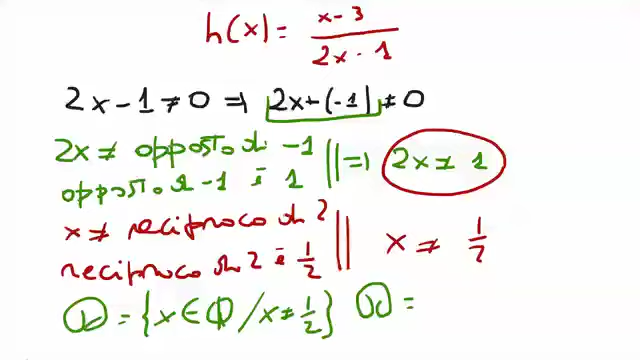 h(x) = x-3 / 2x-1
2x-1≠0 => 2x+(-1)≠0
2x ≠ opposto di -1 || => 2x ≠ 1
opposto di -1 è 1
x ≠ reciproco di 2 || x ≠ 1/2
reciproco di 2 è 1/2
D = {x ∈ Q / x ≠ 1/2} D =